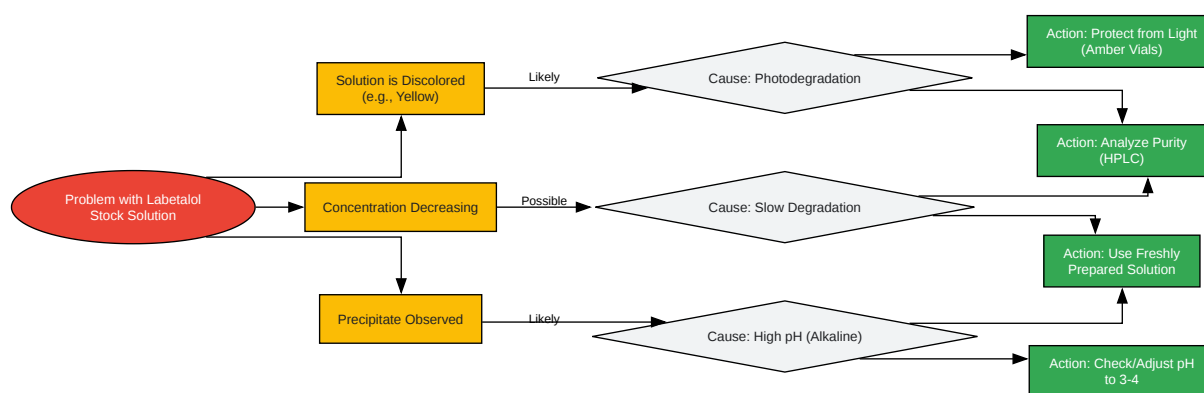 Action: Protect from Light
(Amber Vials)
Solution is Discolored
(e.g., Yellow)
Likely
Cause: Photodegradation
Action: Analyze Purity
(HPLC)
Problem with Labetalol
Stock Solution
Concentration Decreasing
Possible
Cause: Slow Degradation
Action: Use Freshly
Prepared Solution
Precipitate Observed
Likely
Cause: High pH (Alkaline)
Action: Check/Adjust pH
to 3-4